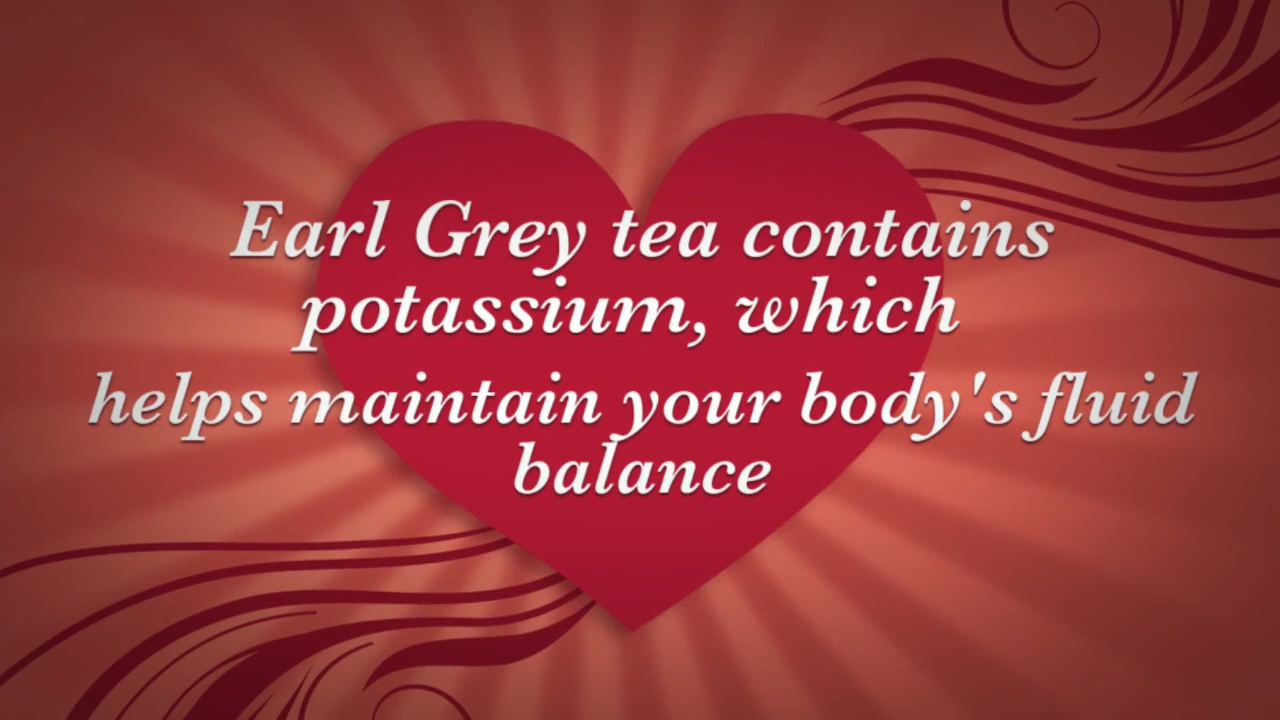 Earl Grey tea contains
potassium, which
helps maintain your body's fluid
balance